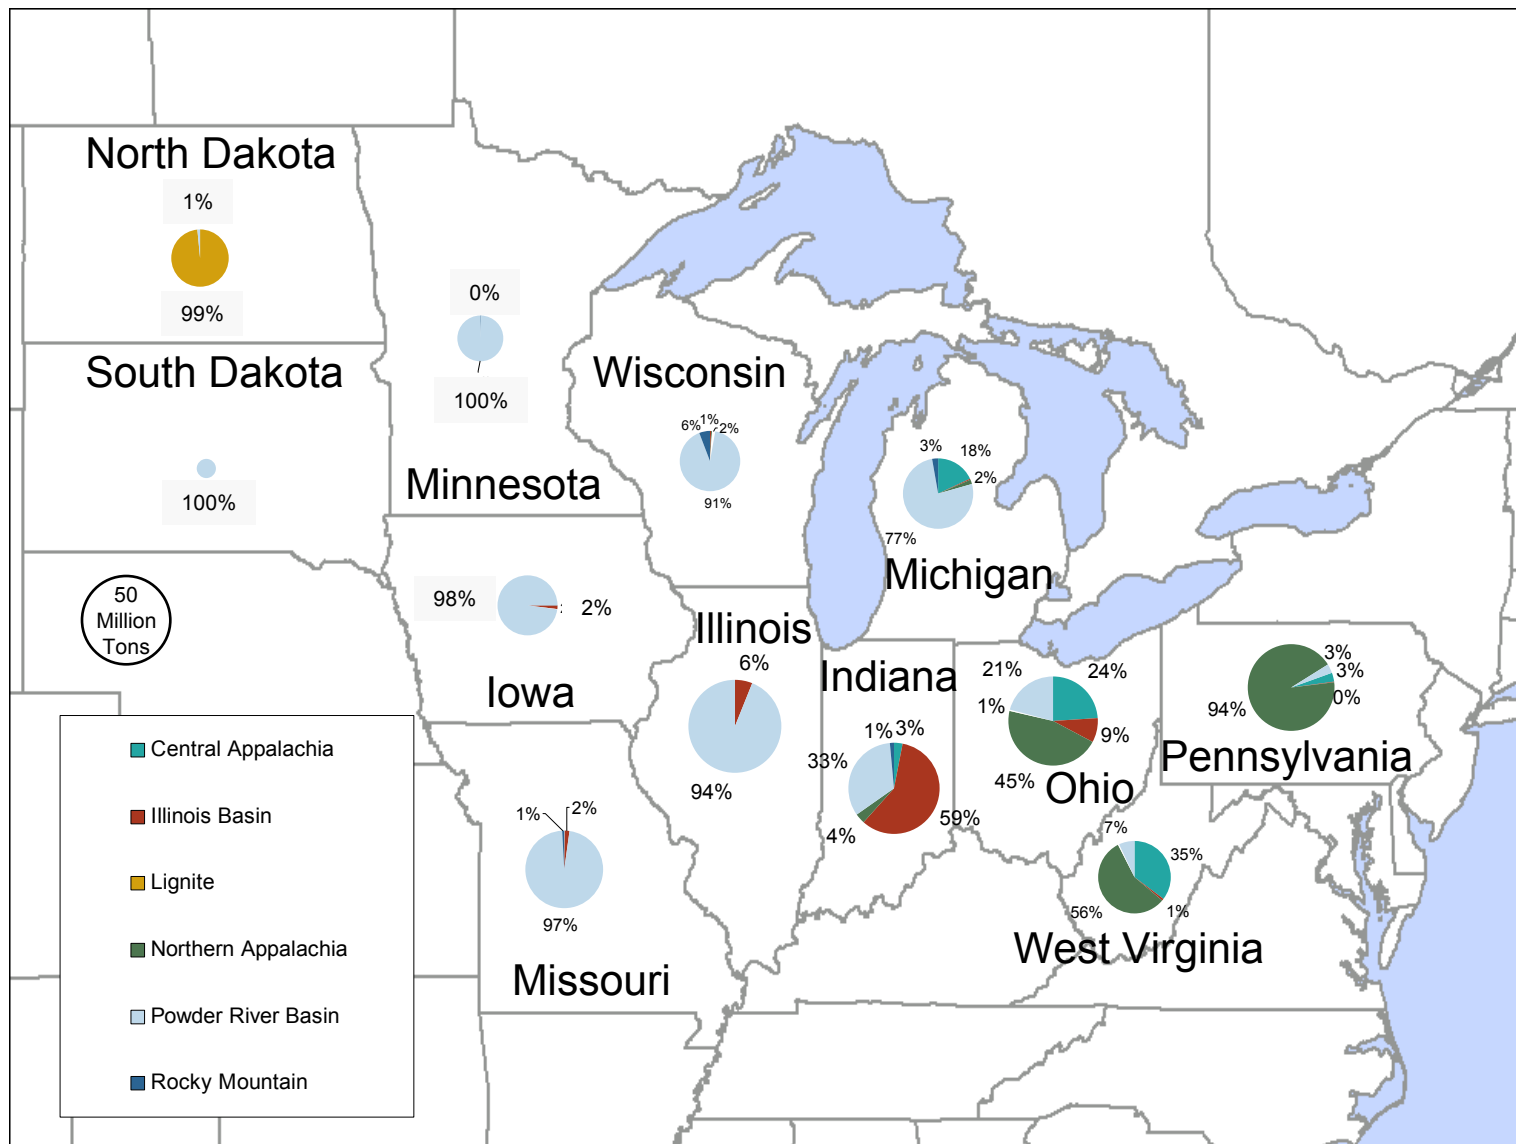 North Dakota
1%
99%
South Dakota
100%
0%
100%
Minnesota
Wisconsin
6%
1%
2%
91%
3%
18%
2%
77%
Michigan
98%
2%
Iowa
50
Million
Tons
Illinois
6%
94%
Indiana
1%
3%
33%
4%
59%
21%
24%
1%
9%
45%
Ohio
3%
3%
0%
94%
Pennsylvania
7%
35%
56%
1%
West Virginia
1%
2%
97%
Missouri
Central Appalachia
Illinois Basin
Lignite
Northern Appalachia
Powder River Basin
Rocky Mountain